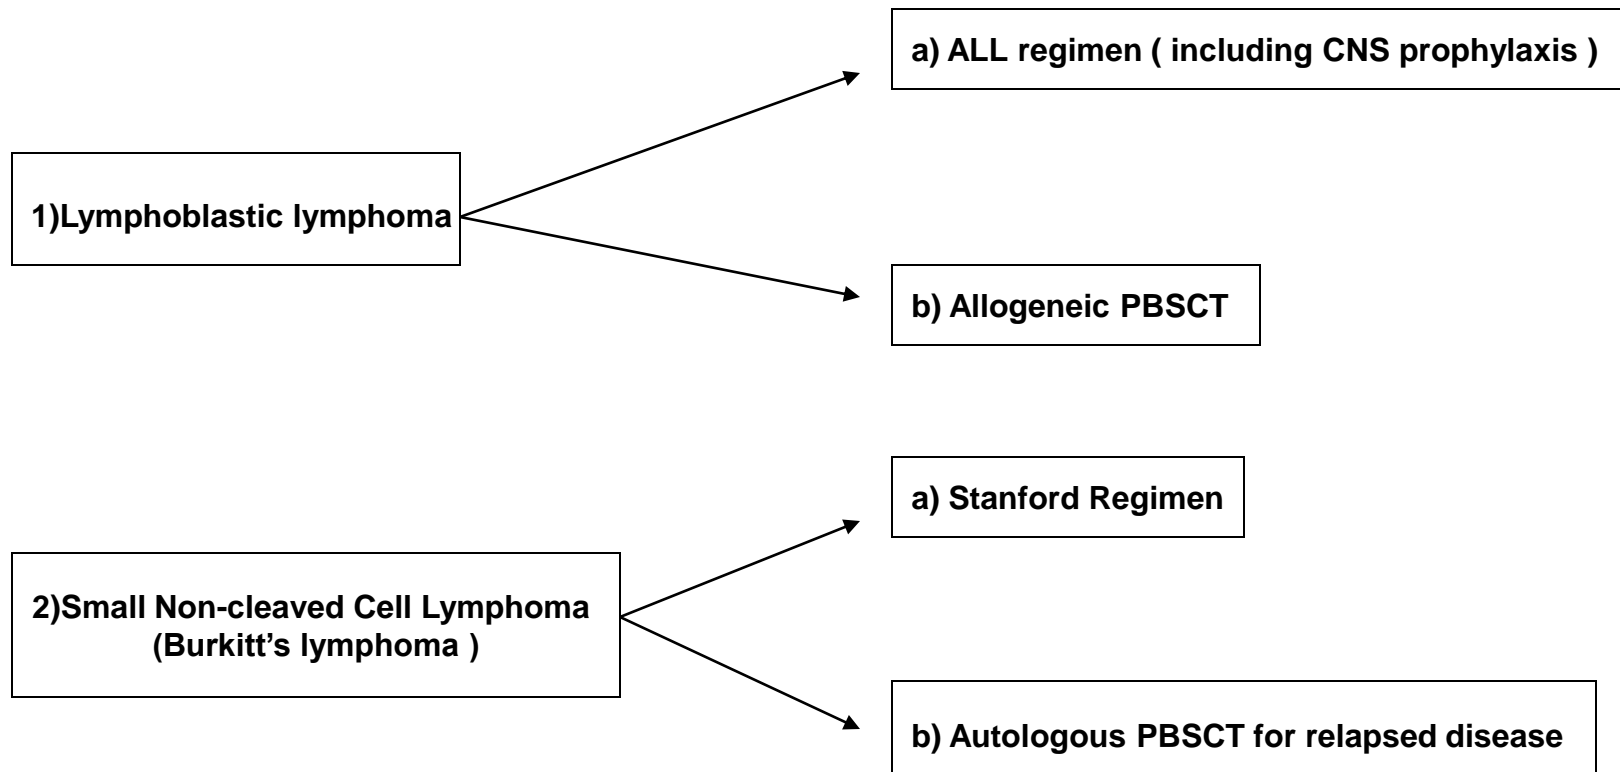 a) ALL regimen ( including CNS prophylaxis )
1)Lymphoblastic lymphoma
b) Allogeneic PBSCT
a) Stanford Regimen
2)Small Non-cleaved Cell Lymphoma
(Burkitt’s lymphoma )
b) Autologous PBSCT for relapsed disease